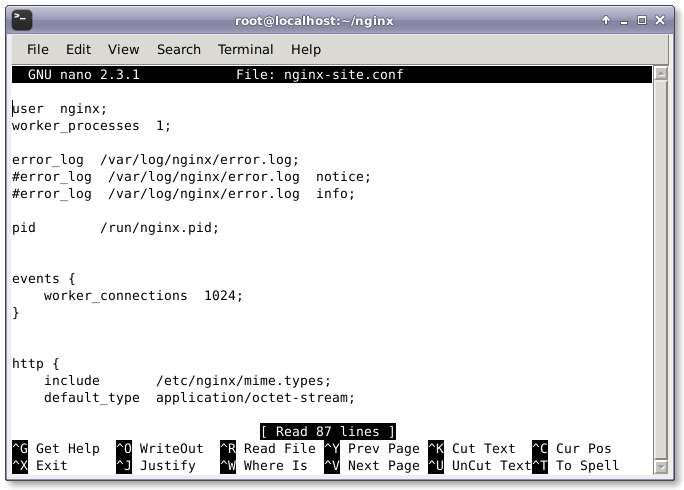 root@localhost:~/nginx
File Edit View Search Terminal Help
GNU nano 2.3.1 File: nginx-site.conf
user  nginx;
worker_processes  1;
error_log  /var/log/nginx/error.log;
#error_log  /var/log/nginx/error.log  notice;
#error_log  /var/log/nginx/error.log  info;
pid        /run/nginx.pid;
events {
    worker_connections  1024;
}
http {
    include       /etc/nginx/mime.types;
    default_type  application/octet-stream;
[ Read 87 lines ]
^G Get Help  ^O WriteOut  ^R Read File ^Y Prev Page ^K Cut Text  ^C Cur Pos
^X Exit      ^J Justify   ^W Where Is  ^V Next Page ^U UnCut Text^T To Spell